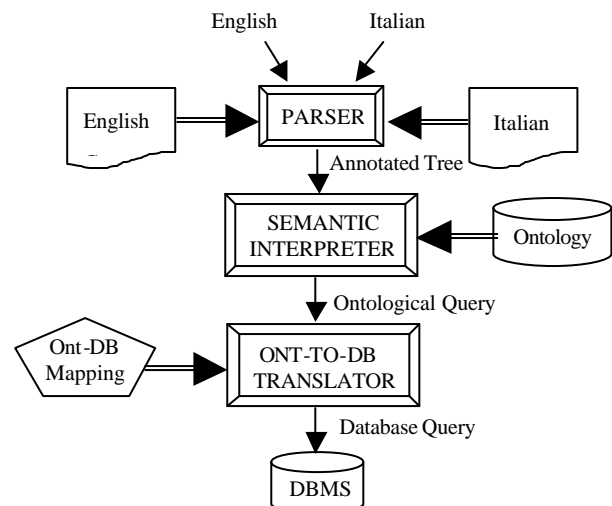 English
Italian
English
PARSER
Italian
Annotated Tree
SEMANTIC
INTERPRETER
Ontology
Ontological Query
Ont-DB
Mapping
ONT-TO-DB
TRANSLATOR
Database Query
DBMS